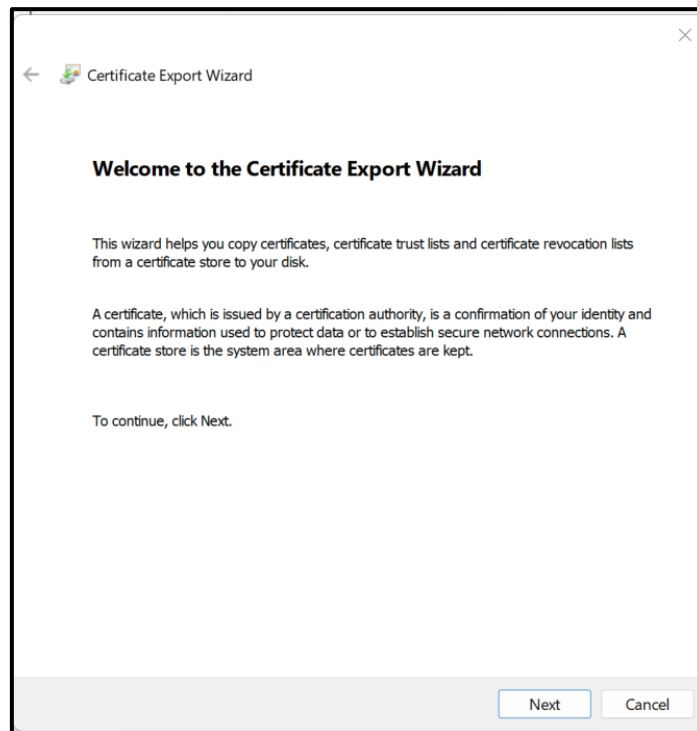 Certificate Export Wizard
Welcome to the Certificate Export Wizard
This wizard helps you copy certificates, certificate trust lists and certificate revocation lists
from a certificate store to your disk.
A certificate, which is issued by a certification authority, is a confirmation of your identity and
contains information used to protect data or to establish secure network connections. A
certificate store is the system area where certificates are kept.
To continue, click Next.
Next
Cancel